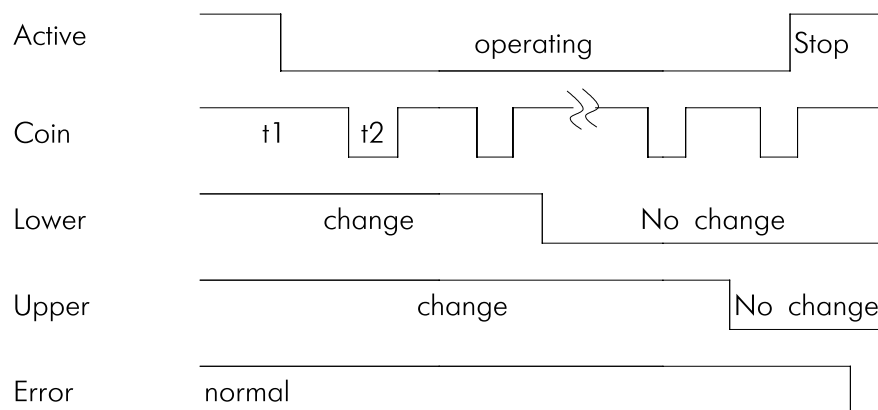 Active operating Stop
Coin t1 t2
Lower change No change
Upper change No change
Error normal